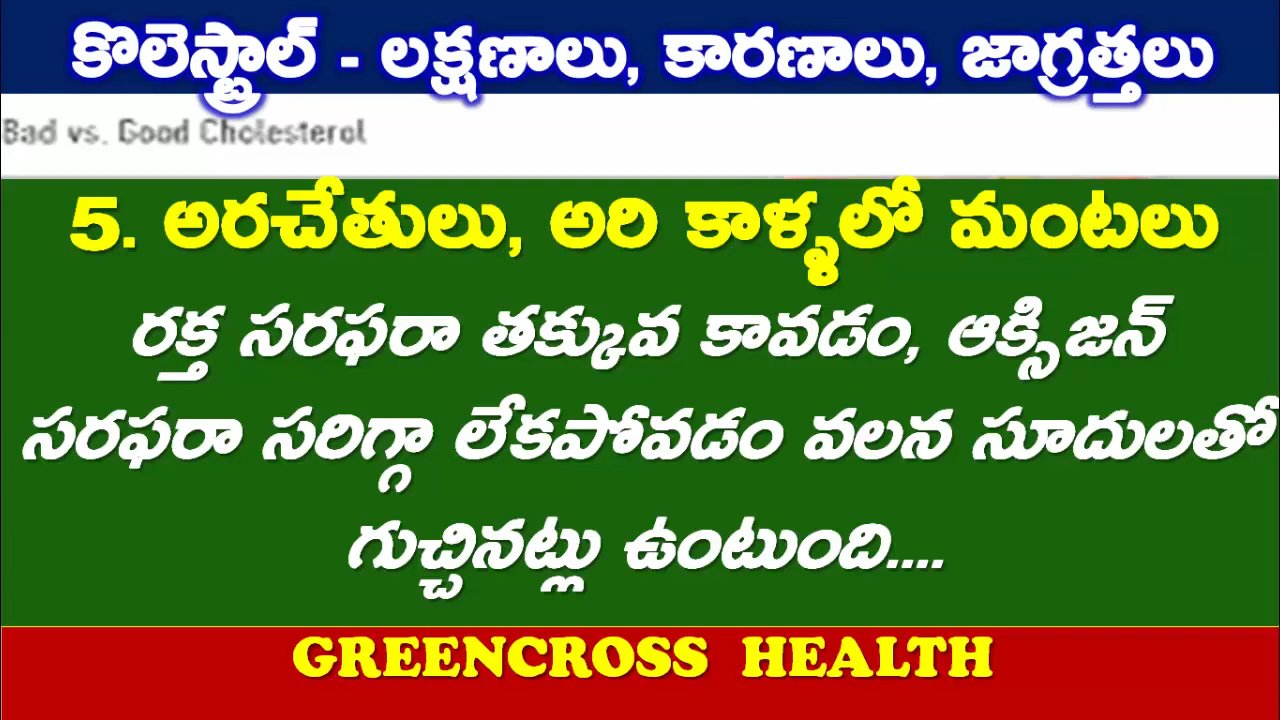 కొలెస్ట్రాల్ - లక్షణాలు, కారణాలు, జాగ్రత్తలు
Bad vs. Good Cholesterol
5. అరచేతులు, అరి కాళ్ళలో మంటలు
రక్త సరఫరా తక్కువ కావడం, ఆక్సిజన్
సరఫరా సరిగ్గా లేకపోవడం వలన సూదులతో
గుచ్చినట్లు ఉంటుంది....
GREENCROSS HEALTH